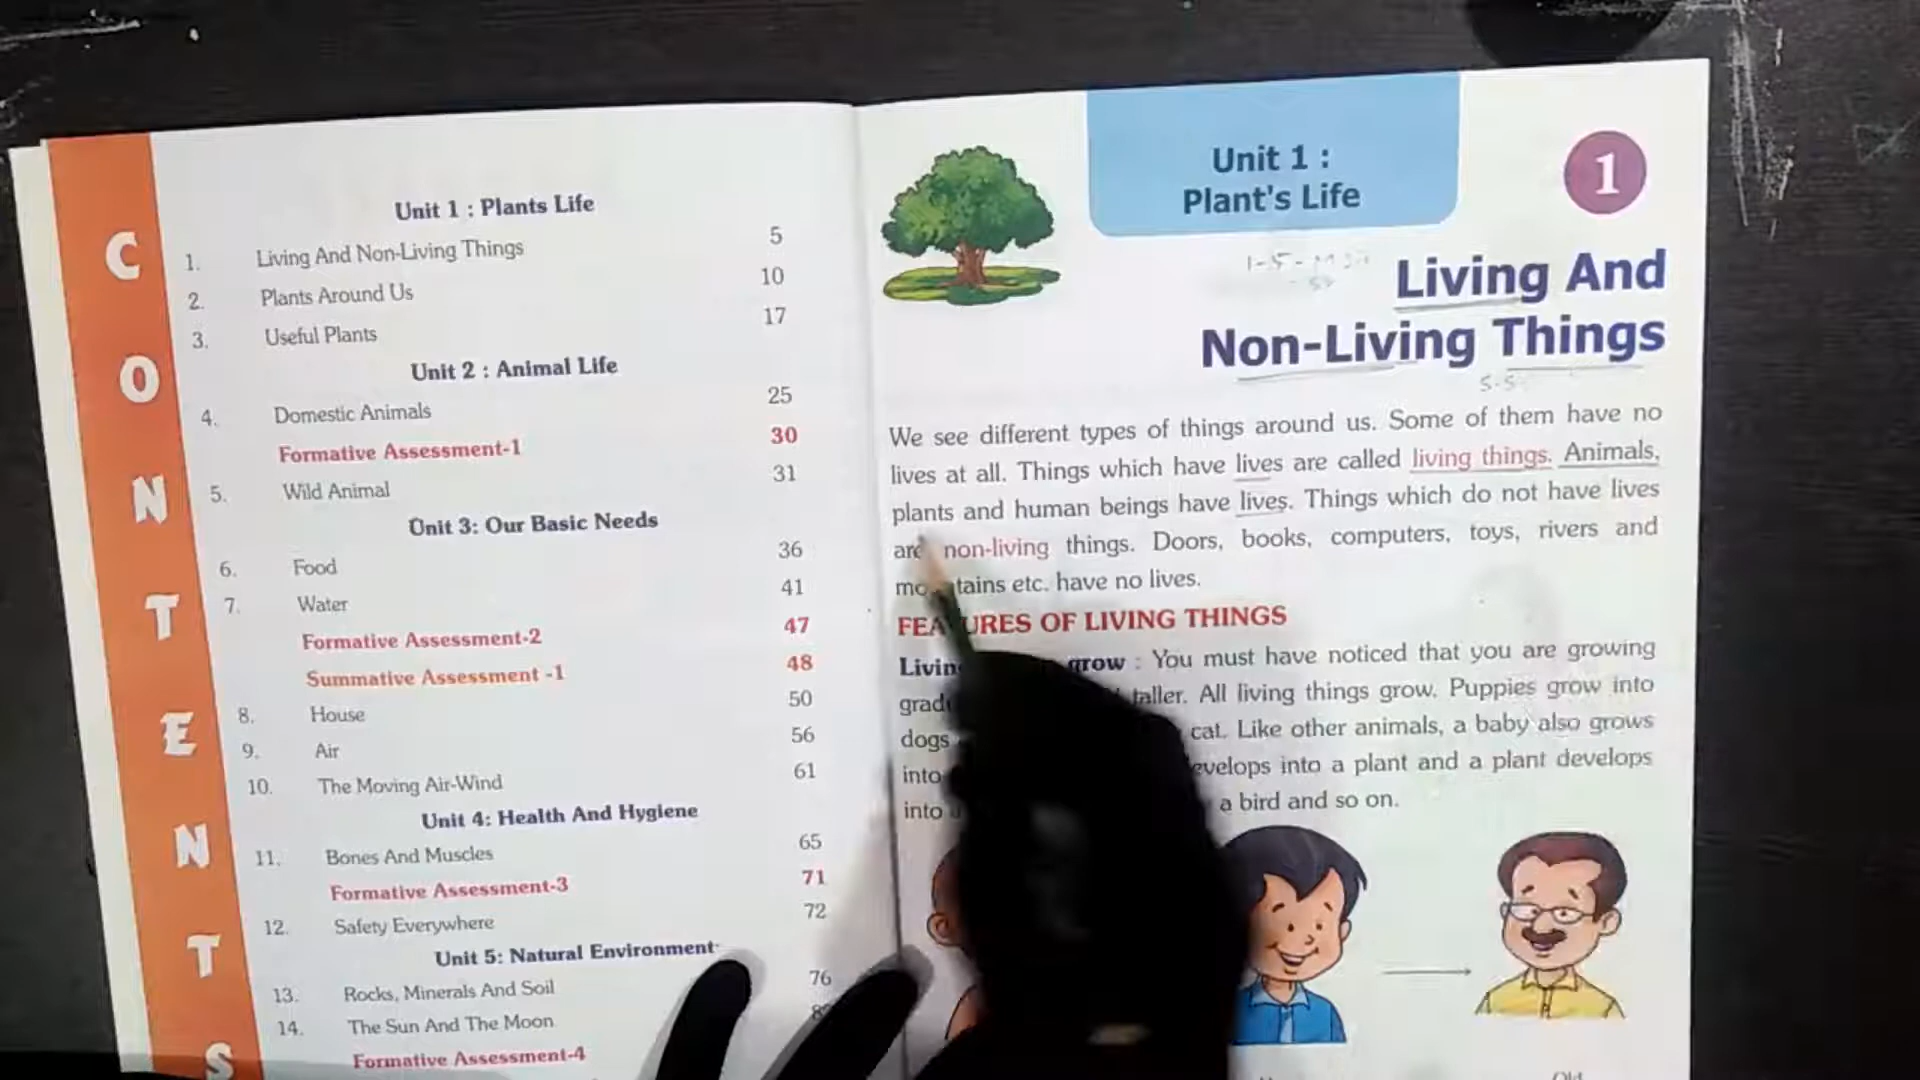 CONTENTS
Unit 1 : Plants Life
1. Living And Non-Living Things 5
2. Plants Around Us 10
3. Useful Plants 17
Unit 2 : Animal Life
4. Domestic Animals 25
Formative Assessment-1 30
5. Wild Animal 31
Unit 3: Our Basic Needs
6. Food 36
7. Water 41
Formative Assessment-2 47
Summative Assessment -1 48
8. House 50
9. Air 56
10. The Moving Air-Wind 61
Unit 4: Health And Hygiene
11. Bones And Muscles 65
Formative Assessment-3 71
12. Safety Everywhere 72
Unit 5: Natural Environment
13. Rocks, Minerals And Soil 76
14. The Sun And The Moon
Formative Assessment-4
Unit 1 :
Plant's Life
1
Living And
Non-Living Things
We see different types of things around us. Some of them have no
lives at all. Things which have lives are called living things. Animals,
plants and human beings have lives. Things which do not have lives
are non-living things. Doors, books, computers, toys, rivers and
tains etc. have no lives.
FEATURES OF LIVING THINGS
grow : You must have noticed that you are growing
taller. All living things grow. Puppies grow into
dogs cat. Like other animals, a baby also grows
into a plant and a plant develops
into a bird and so on.